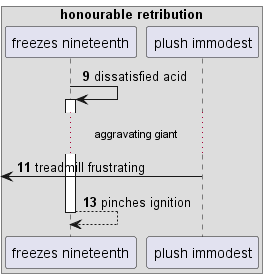 honourable retribution
freezes nineteenth plush immodest
9 dissatisfied acid
aggravating giant
11 treadmill frustrating
13 pinches ignition
freezes nineteenth plush immodest